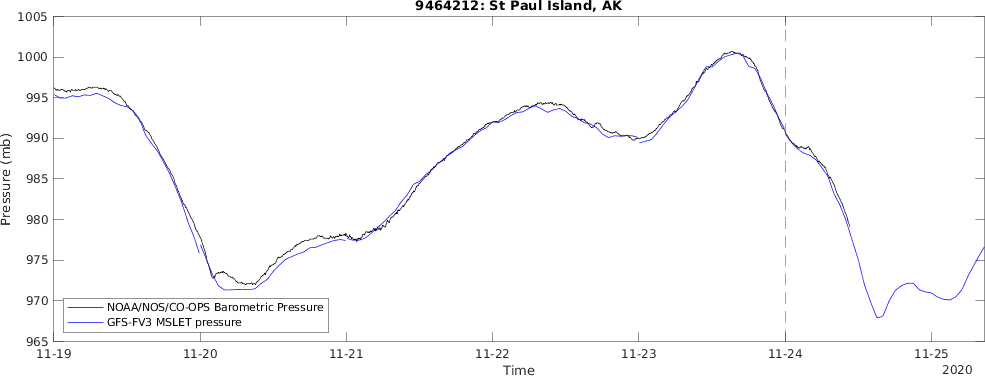 9464212: St Paul Island, AK
Pressure (mb)
1005
1000
995
990
985
980
975
970
965
NOAA/NOS/CO-OPS Barometric Pressure
GFS-FV3 MSLET pressure
11-19 11-20 11-21 11-22 11-23 11-24 11-25
Time
2020